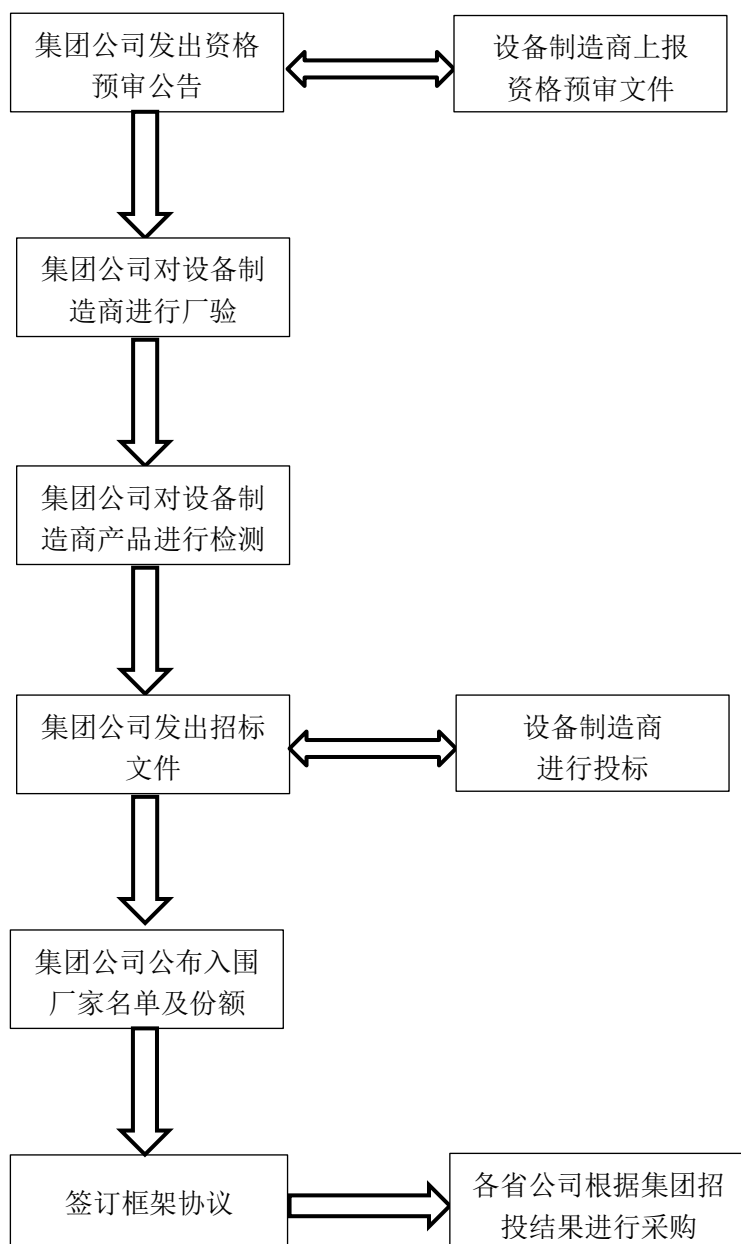 集团公司发出资格
预审公告
设备制造商上报
资格预审文件
集团公司对设备制
造商进行厂验
集团公司对设备制
造商产品进行检测
集团公司发出招标
文件
设备制造商
进行投标
集团公司公布入围
厂家名单及份额
签订框架协议
各省公司根据集团招
投结果进行采购